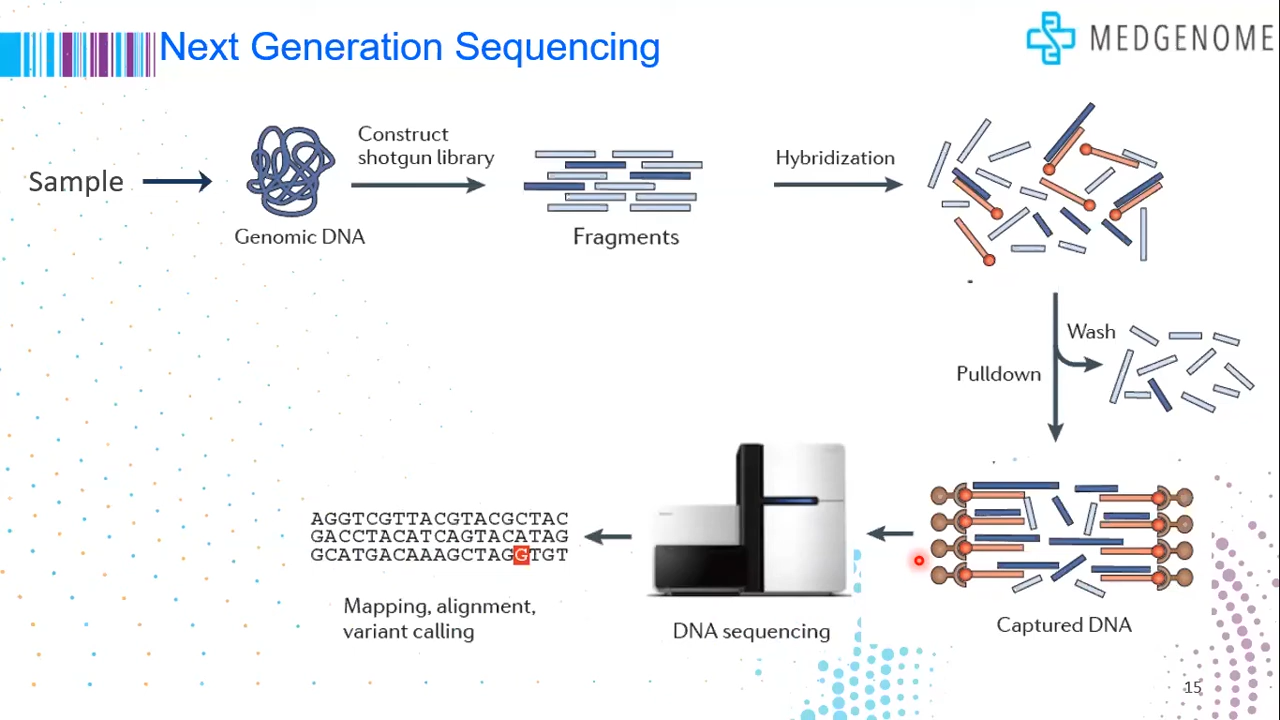 Next Generation Sequencing
MEDGENOME
Sample
Genomic DNA
Construct
shotgun library
Fragments
Hybridization
Wash
Pulldown
Captured DNA
DNA sequencing
AGGTCGTTACGTACGCTAC
GACCTACATCAGTACATAG
GCATGACAAAGCTAGGTGT
Mapping, alignment,
variant calling
15